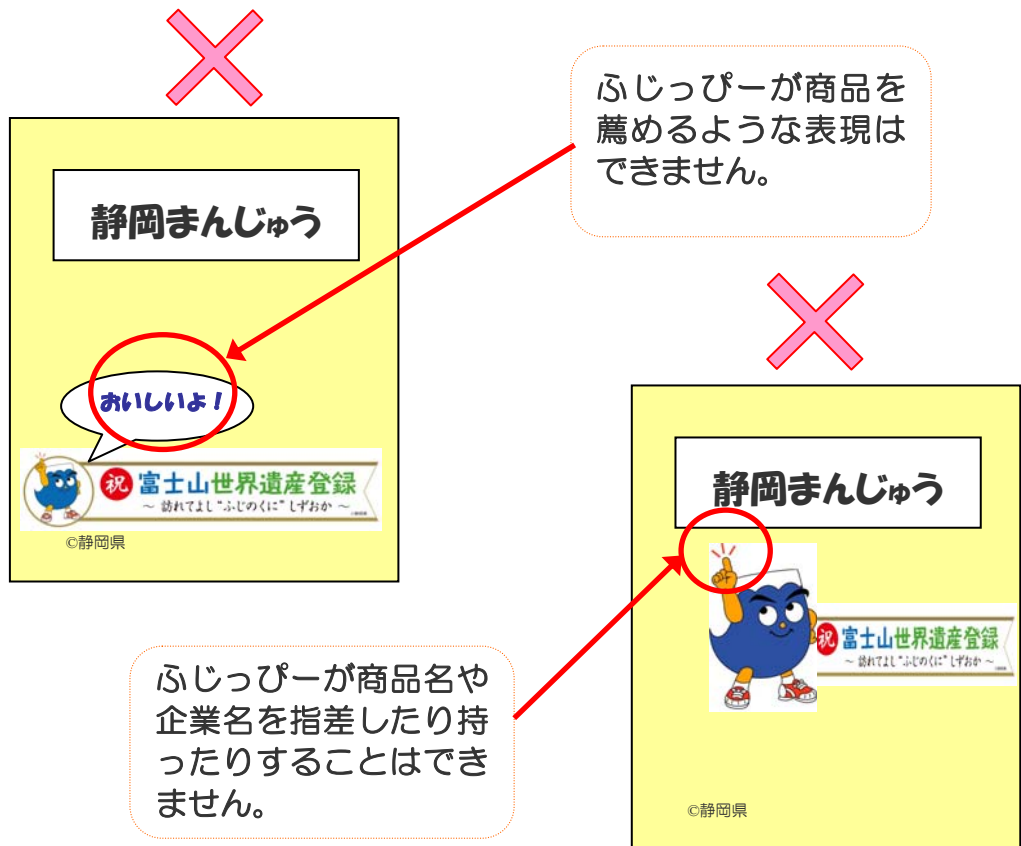 ふじっぴーが商品を
薦めるような表現は
できません。
静岡まんじゅう
おいしいよ！
祝 富士山世界遺産登録
～ 訪れてよし“ふじのくに”しずおか ～
©静岡県
静岡まんじゅう
祝 富士山世界遺産登録
～ 訪れてよし“ふじのくに”しずおか ～
ふじっぴーが商品名や
企業名を指差したり持
ったりすることはでき
ません。
©静岡県